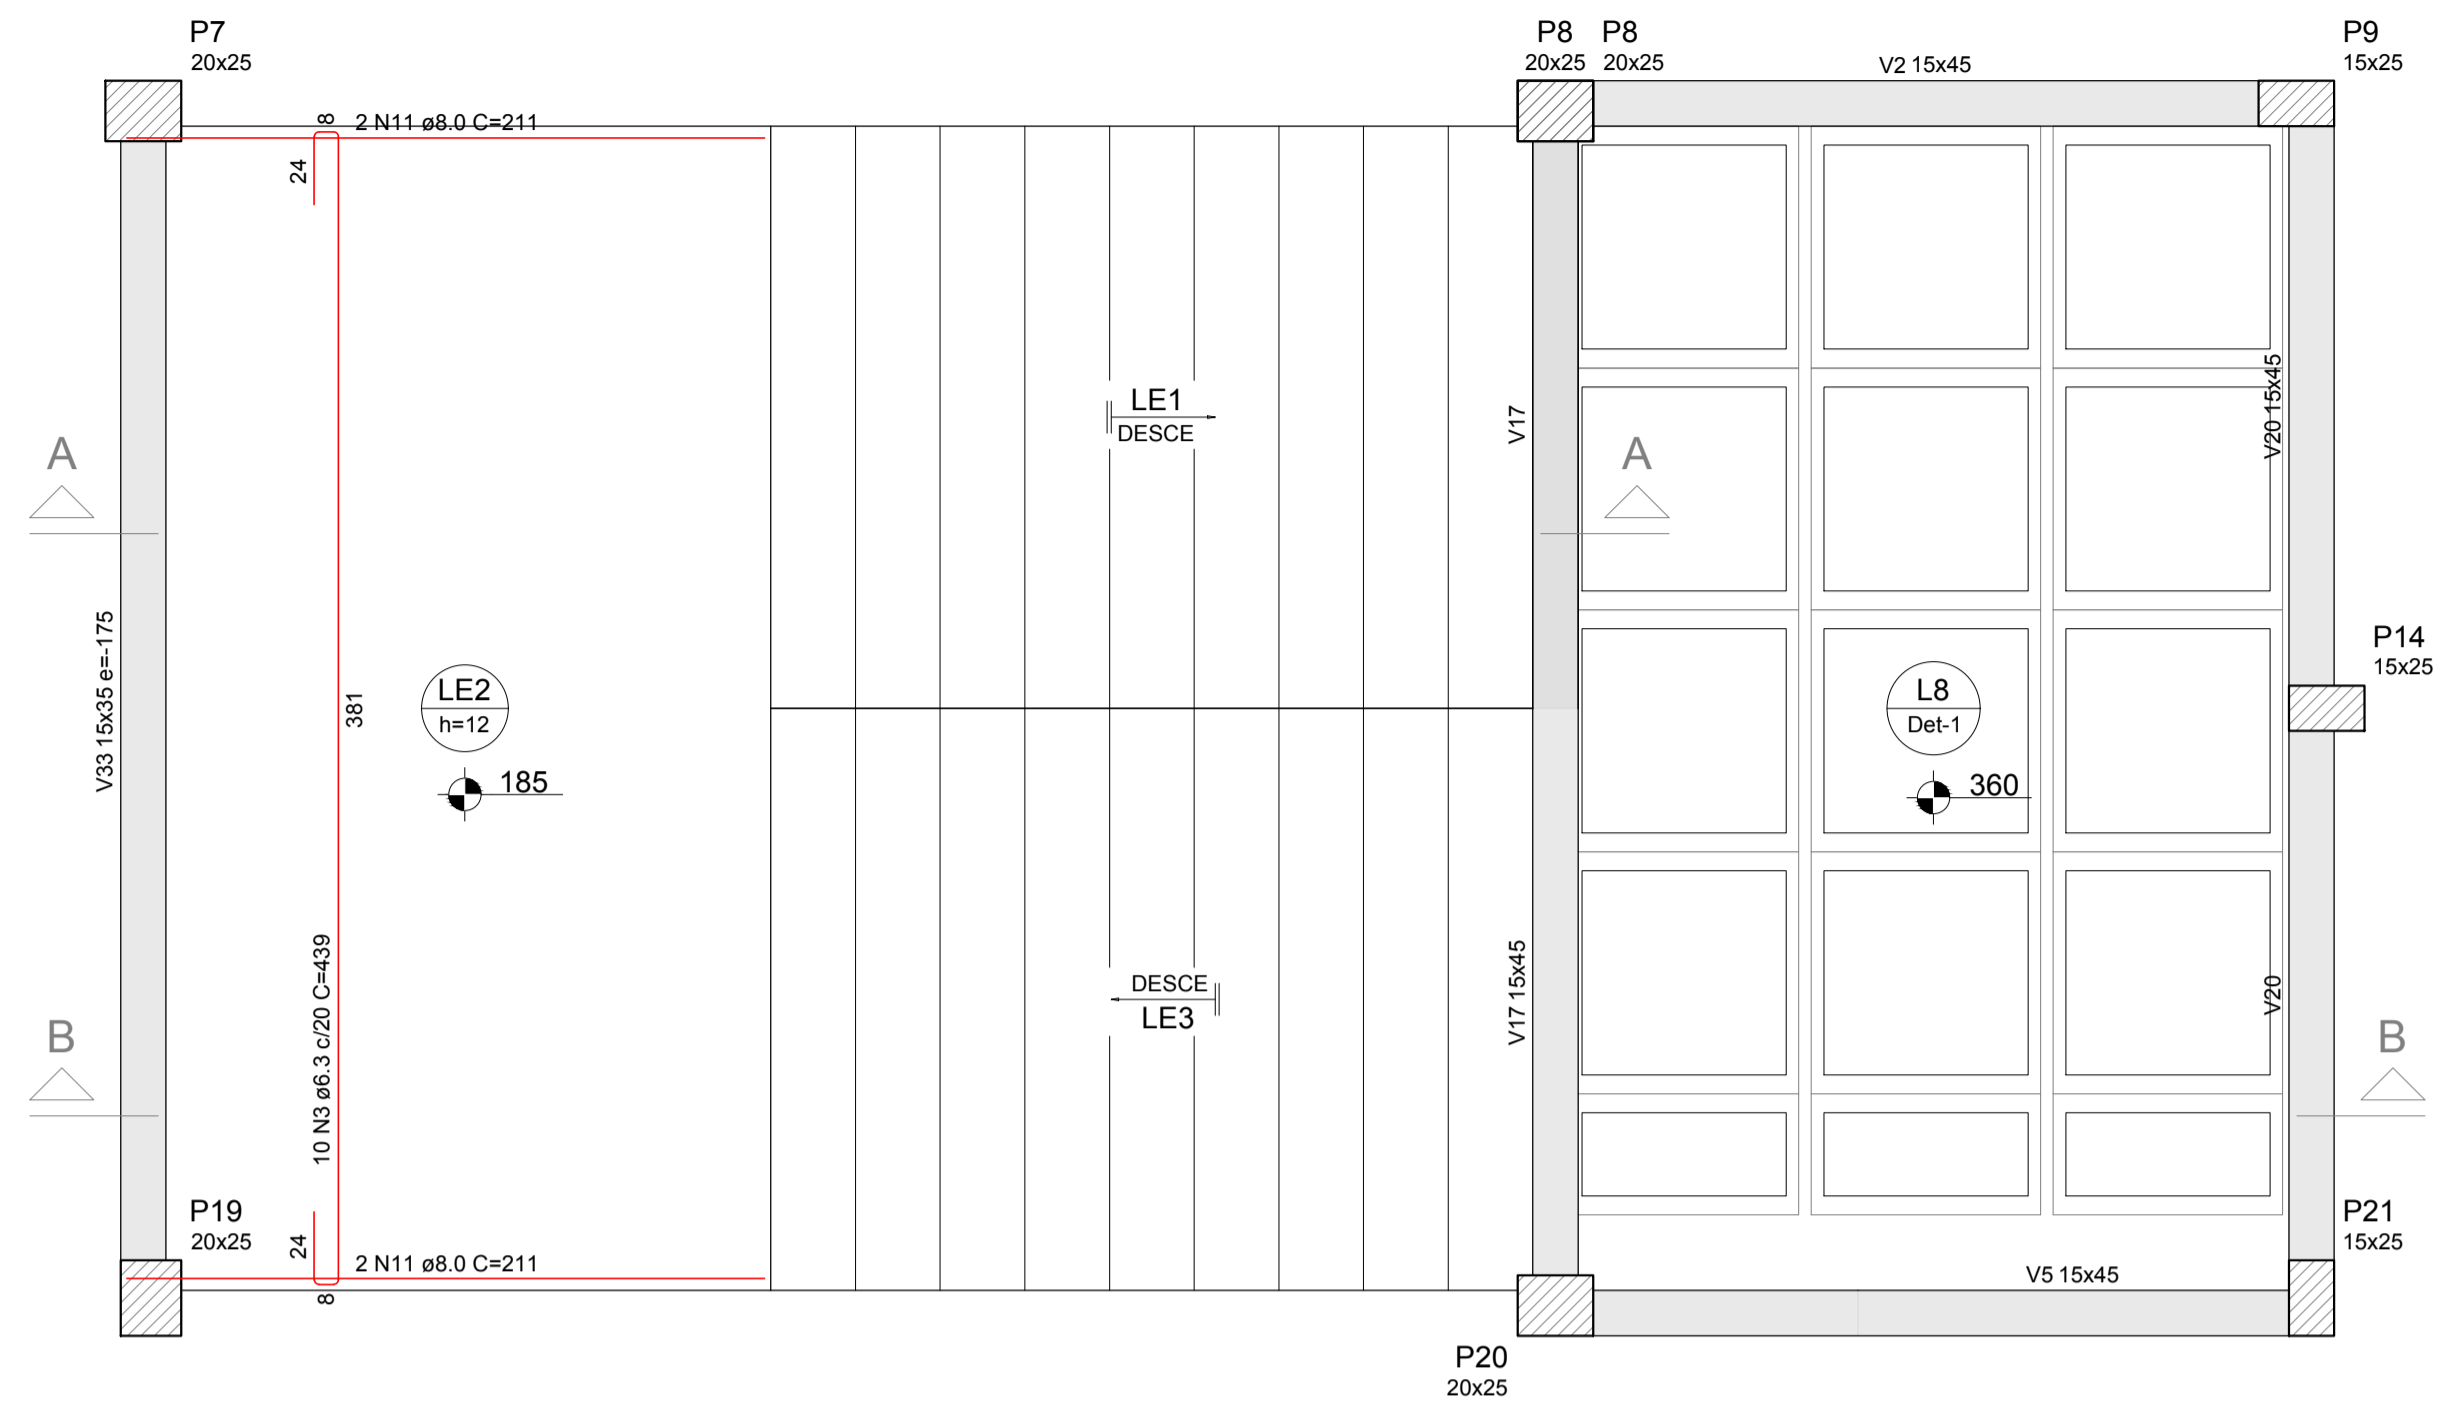 P7
20x25
P8
20x25
P8
20x25
V2 15x45
P9
15x25
8
2 N11 ø8.0 C=211
24
LE1
DESCE
V17
V20 15x45
A
A
V33 15x35 e=-175
381
LE2
h=12
185
L8
Det-1
360
P14
15x25
10 N3 ø6.3 c/20 C=439
DESCE
LE3
V17 15x45
V20
B
B
P19
20x25
24
2 N11 ø8.0 C=211
8
P21
15x25
V5 15x45
P20
20x25